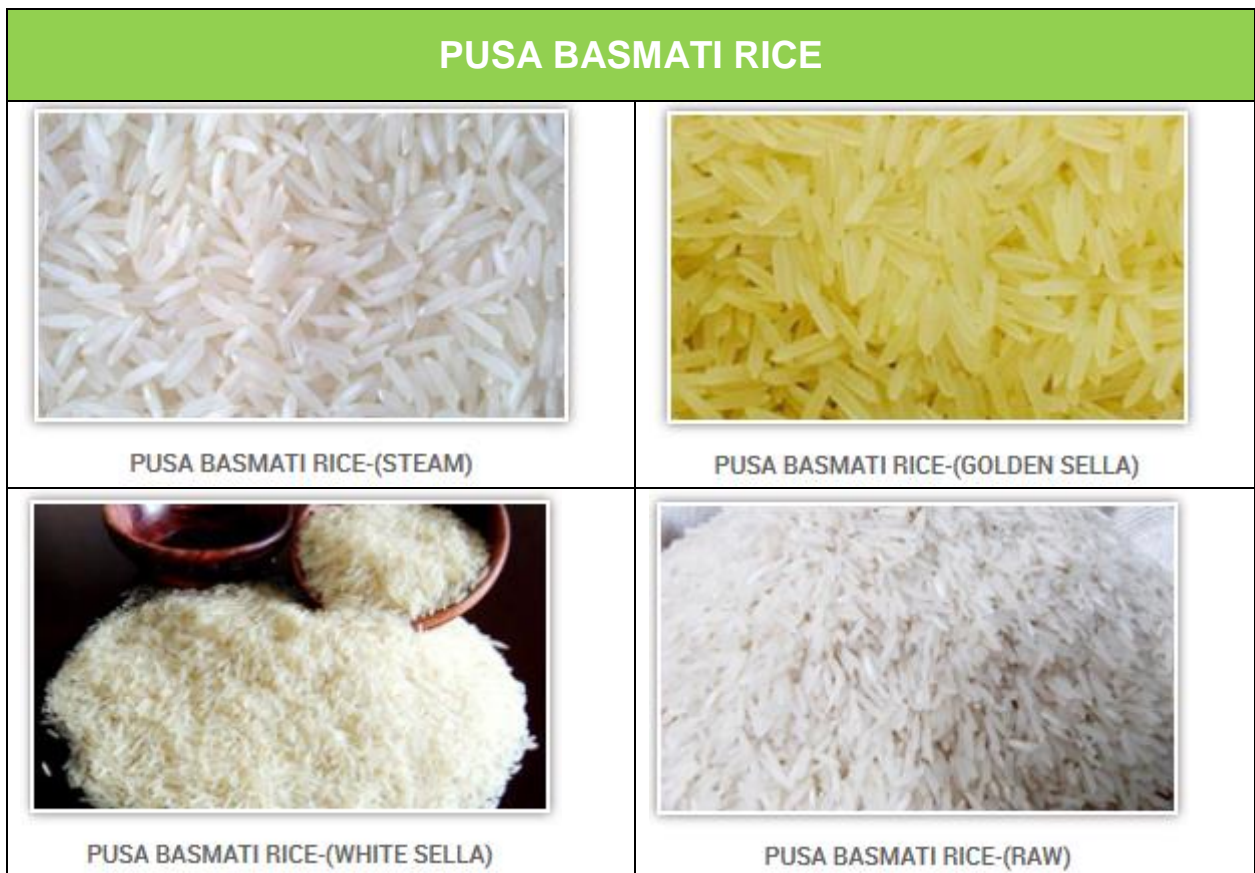 PUSA BASMATI RICE
PUSA BASMATI RICE-(STEAM)
PUSA BASMATI RICE-(GOLDEN SELLA)
PUSA BASMATI RICE-(WHITE SELLA)
PUSA BASMATI RICE-(RAW)